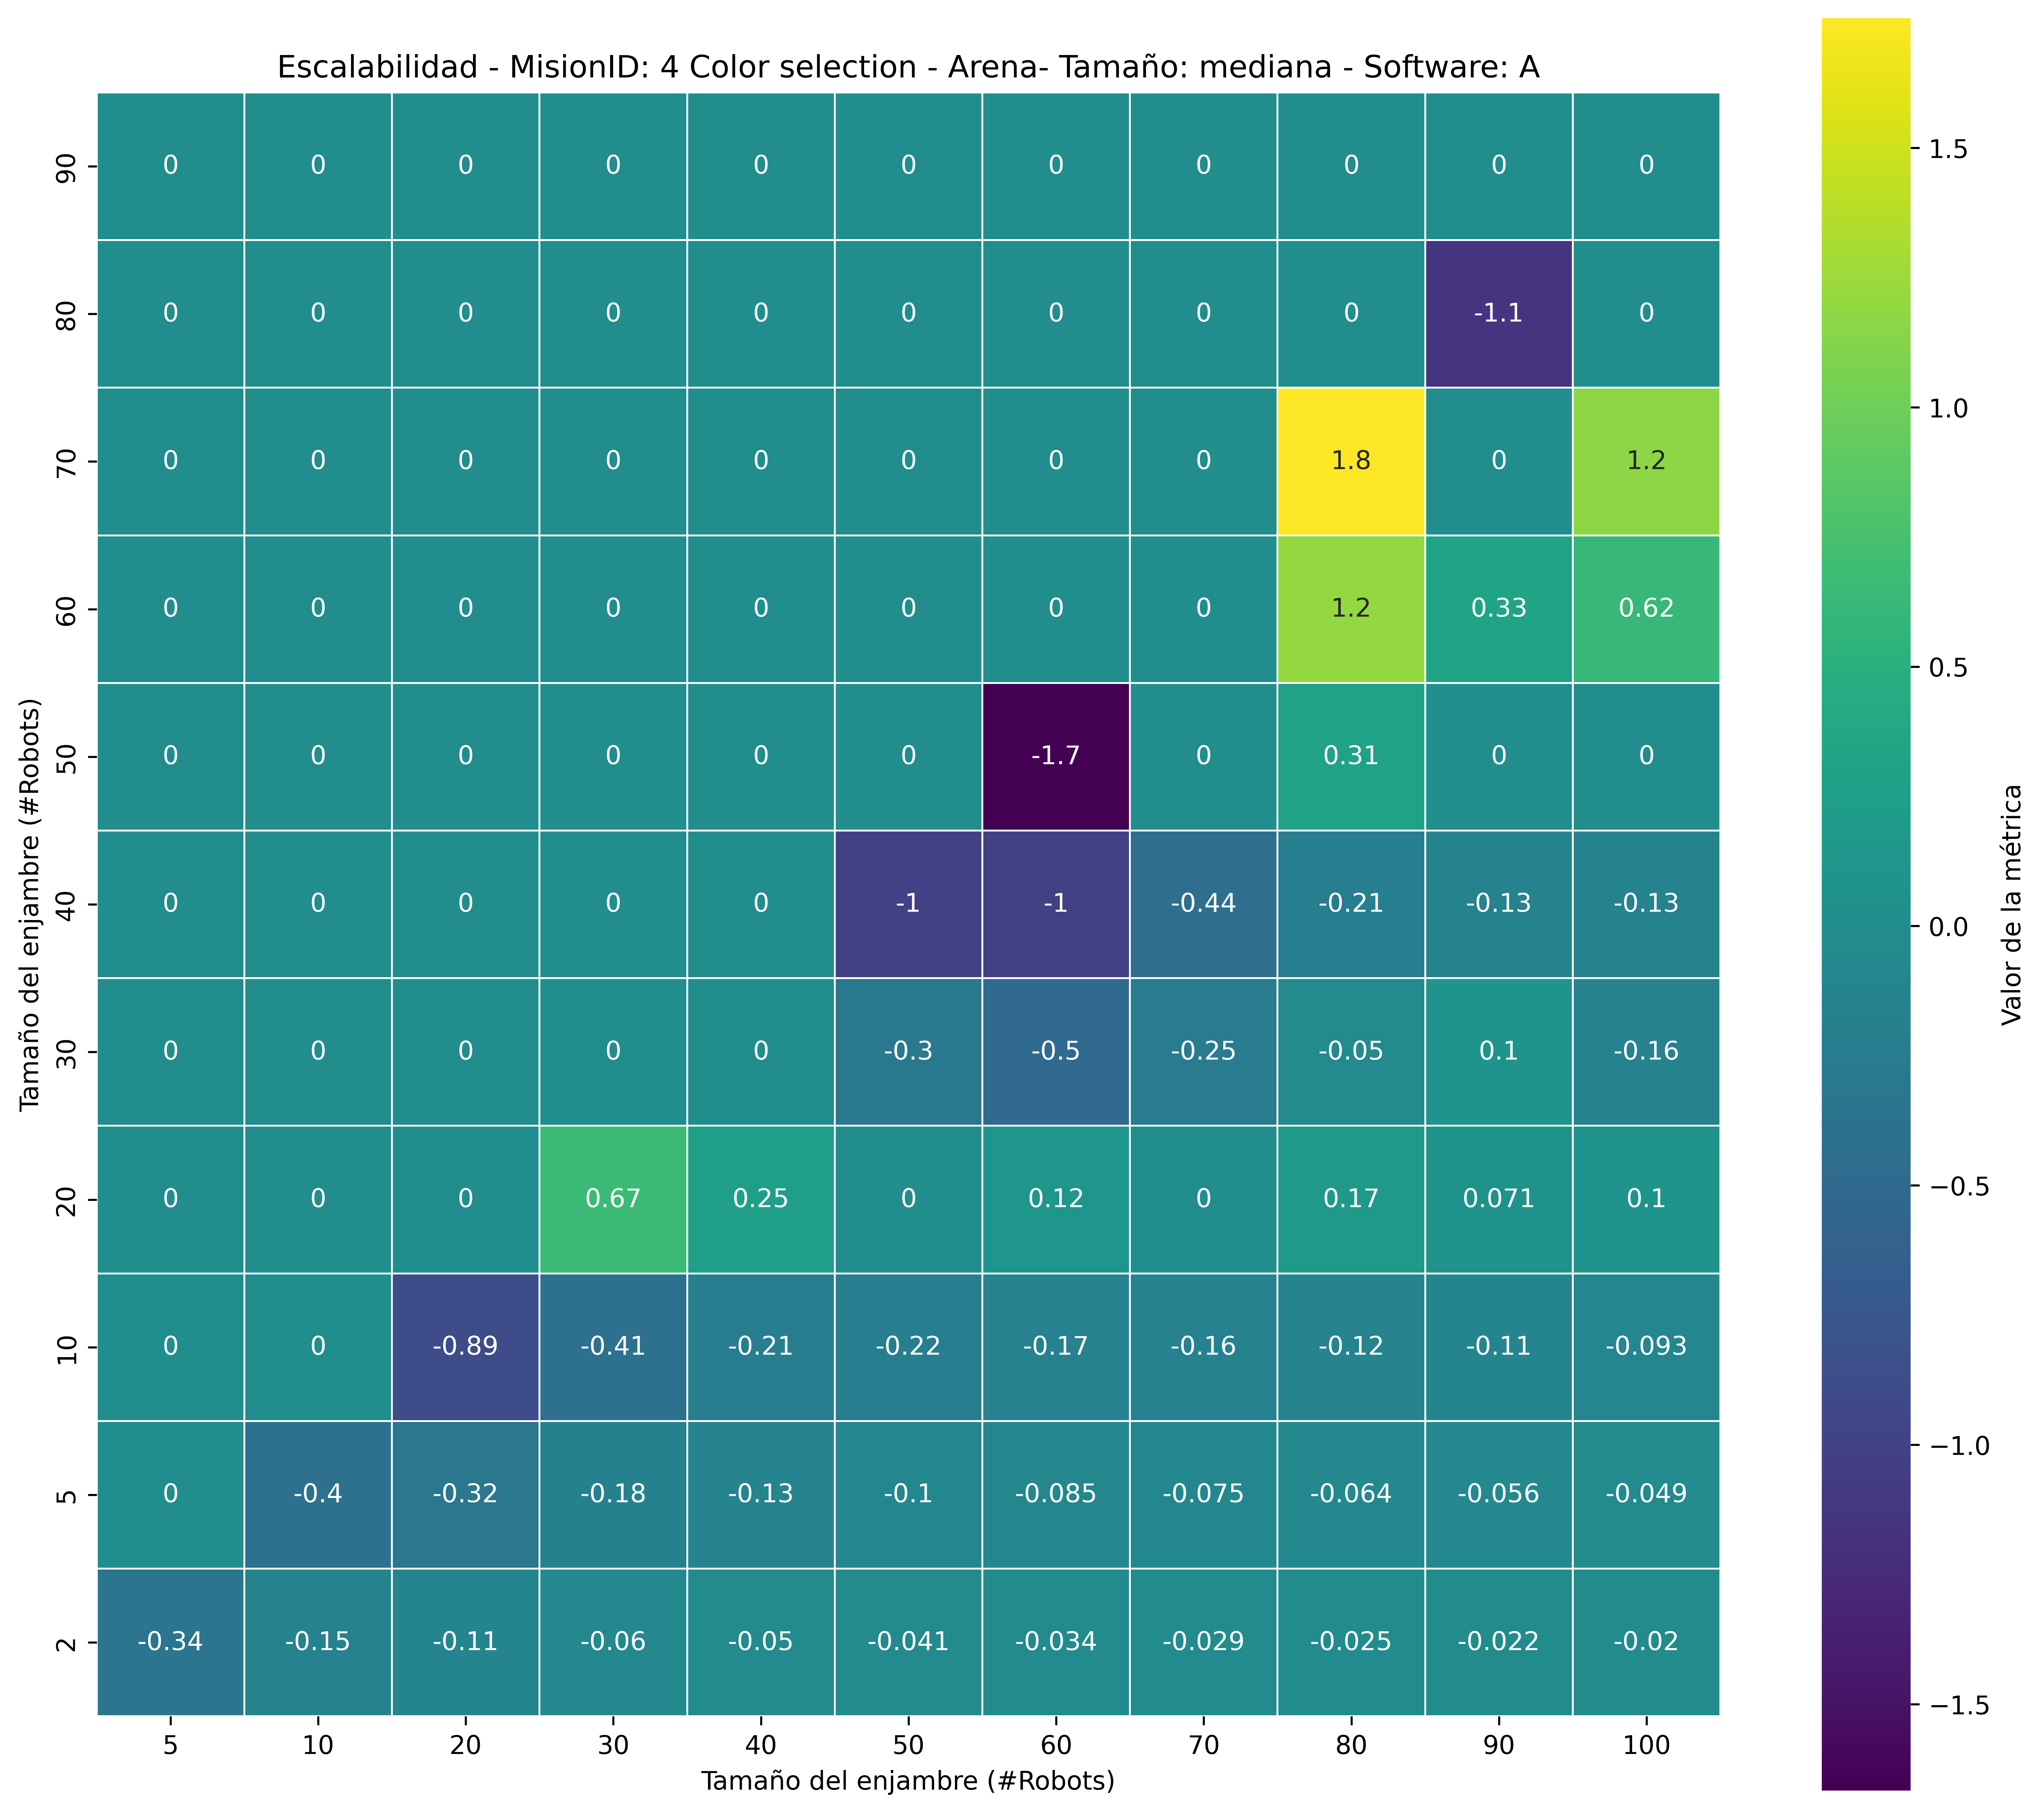 Escalabilidad - MisionID: 4 Color selection - Arena- Tamaño: mediana - Software: A
90 0 0 0 0 0 0 0 0 0 0 0
80 0 0 0 0 0 0 0 0 0 -1.1 0
70 0 0 0 0 0 0 0 0 1.8 0 1.2
60 0 0 0 0 0 0 0 0 1.2 0.33 0.62
50 0 0 0 0 0 0 -1.7 0 0.31 0 0
40 0 0 0 0 0 -1 -1 -0.44 -0.21 -0.13 -0.13
30 0 0 0 0 0 -0.3 -0.5 -0.25 -0.05 0.1 -0.16
20 0 0 0 0.67 0.25 0 0.12 0 0.17 0.071 0.1
10 0 0 -0.89 -0.41 -0.21 -0.22 -0.17 -0.16 -0.12 -0.11 -0.093
5 0 -0.4 -0.32 -0.18 -0.13 -0.1 -0.085 -0.075 -0.064 -0.056 -0.049
2 -0.34 -0.15 -0.11 -0.06 -0.05 -0.041 -0.034 -0.029 -0.025 -0.022 -0.02
5 10 20 30 40 50 60 70 80 90 100
Tamaño del enjambre (#Robots)
Tamaño del enjambre (#Robots)
1.5
1.0
0.5
0.0
−0.5
−1.0
−1.5
Valor de la métrica